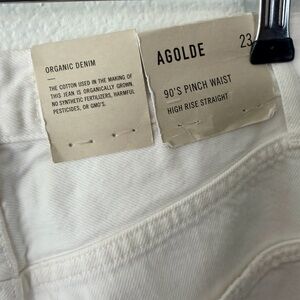 ORGANIC DENIM
—
THE COTTON USED IN THE MAKING OF
THIS JEAN IS ORGANICALLY GROWN.
NO SYNTHETIC FERTILIZERS, HARMFUL
PESTICIDES, OR GMO'S.
AGOLDE 23
90'S PINCH WAIST
HIGH RISE STRAIGHT